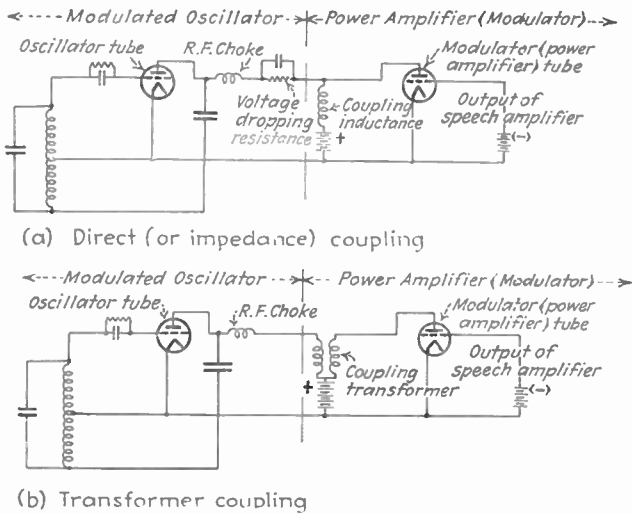 Modulated Oscillator
Power Amplifier (Modulator)
Oscillator tube
R.F. Choke
Modulator (power
amplifier) tube
Voltage
dropping
resistance
Coupling
inductance
Output of
speech amplifier
+
(-)
(a) Direct (or impedance) coupling
Modulated Oscillator
Power Amplifier (Modulator)
Oscillator tube
R.F. Choke
Modulator (power
amplifier) tube
Coupling
transformer
Output of
speech amplifier
+
(-)
(b) Transformer coupling